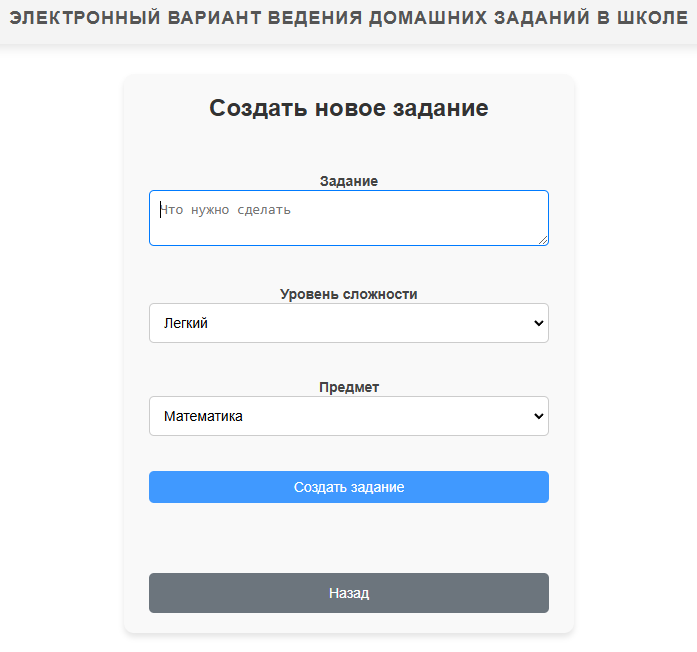 ЭЛЕКТРОННЫЙ ВАРИАНТ ВЕДЕНИЯ ДОМАШНИХ ЗАДАНИЙ В ШКОЛЕ
Создать новое задание
Задание
Что нужно сделать
Уровень сложности
Легкий
Предмет
Математика
Создать задание
Назад